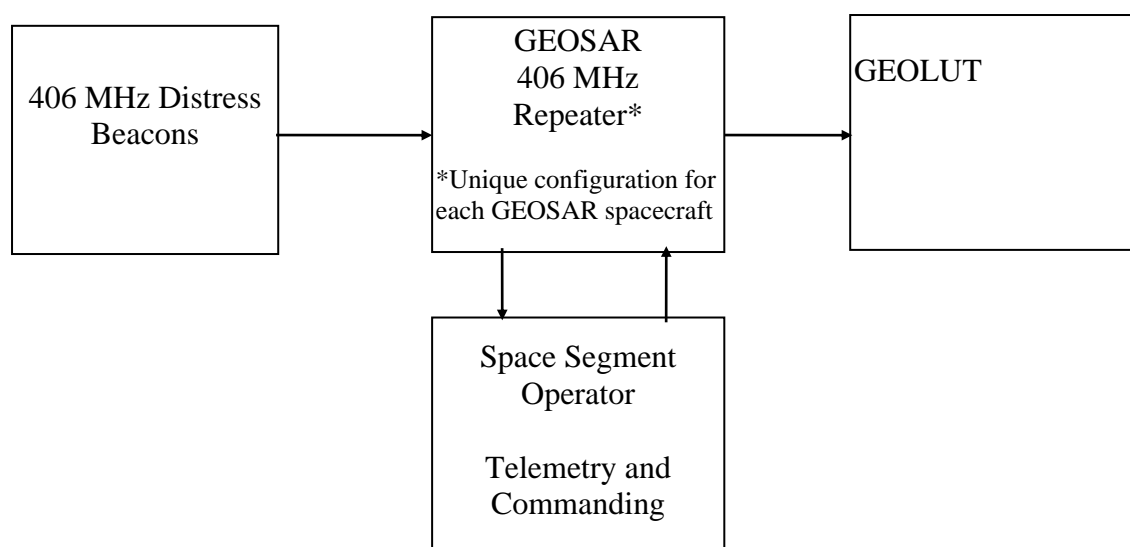 406 MHz Distress
Beacons
GEOSAR
406 MHz
Repeater*
*Unique configuration for
each GEOSAR spacecraft
GEOLUT
Space Segment
Operator
Telemetry and
Commanding